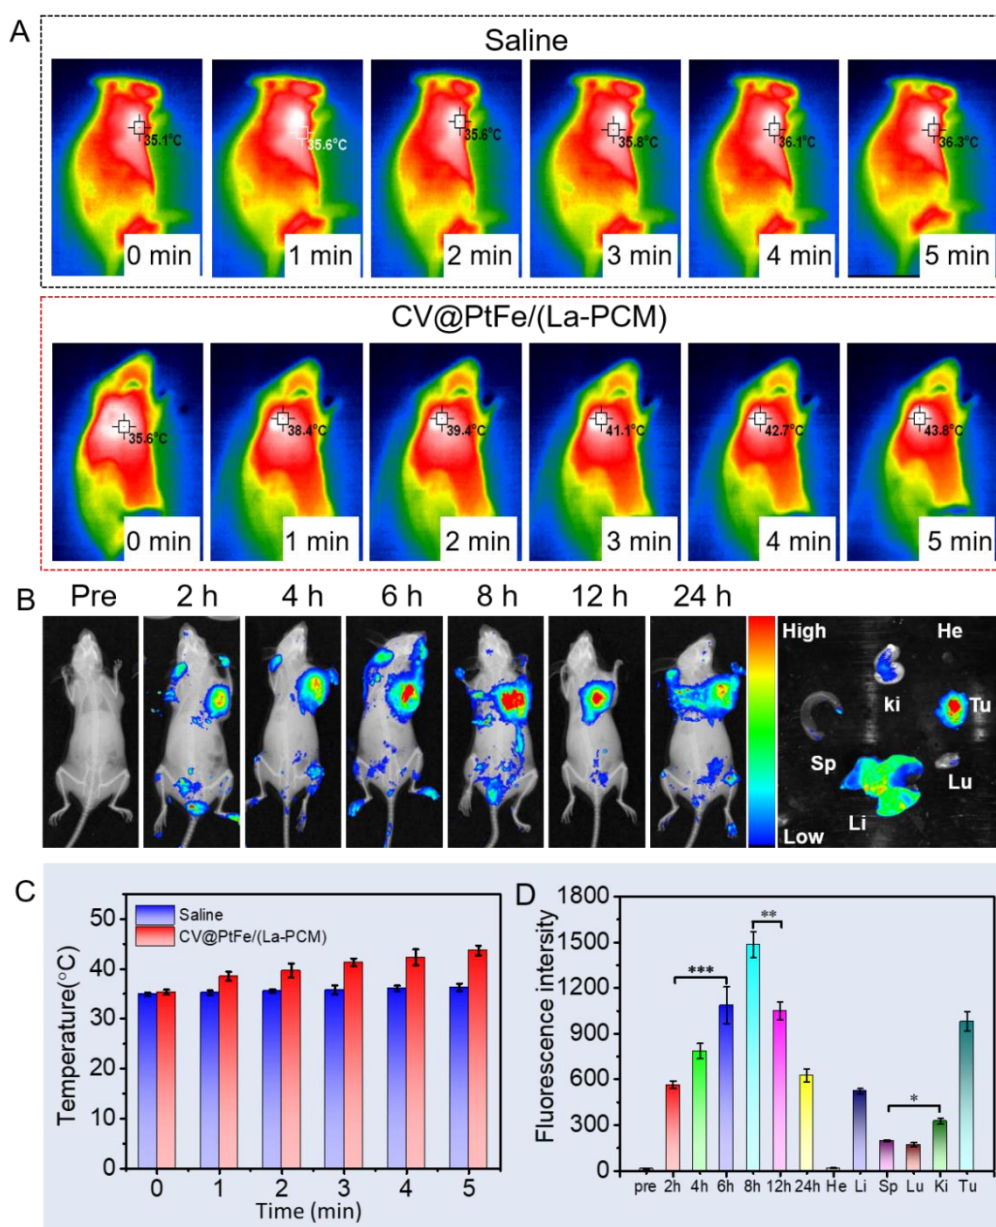 A
Saline
35.1°C
35.6°C
35.6°C
35.8°C
36.1°C
36.3°C
0 min
1 min
2 min
3 min
4 min
5 min
CV@PtFe/(La-PCM)
35.6°C
38.4°C
39.4°C
41.1°C
42.7°C
43.8°C
0 min
1 min
2 min
3 min
4 min
5 min
B
Pre
2 h
4 h
6 h
8 h
12 h
24 h
High
He
ki
Tu
Sp
Lu
Li
Low
C
Temperature(°C)
50
40
30
20
10
0
Saline
CV@PtFe/(La-PCM)
0
1
2
3
4
5
Time (min)
D
Fluorescence intersity
1800
1500
1200
900
600
300
0
***
**
*
pre
2h
4h
6h
8h
12h
24h
He
Li
Sp
Lu
Ki
Tu